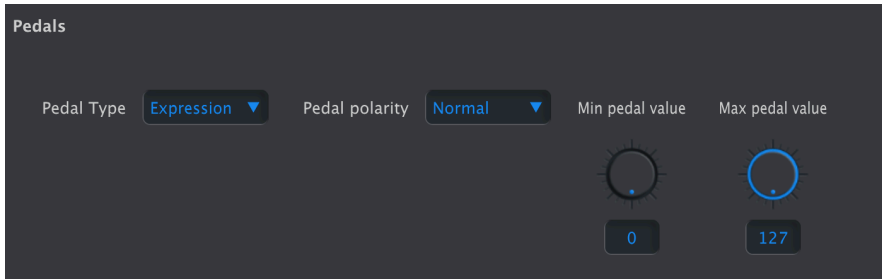 Pedals
Pedal Type Expression Pedal polarity Normal Min pedal value Max pedal value
0 127